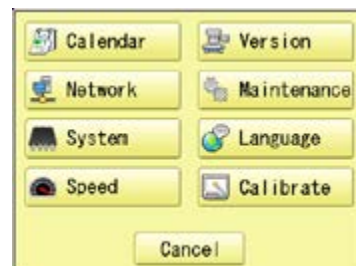 Calendar
Version
Network
Maintenance
System
Language
Speed
Calibrate
Cancel